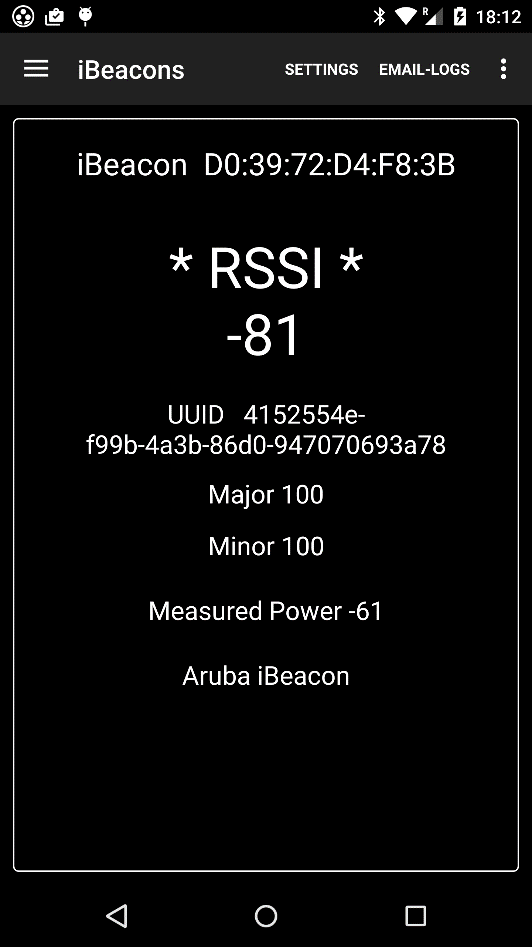 R 18:12
iBeacons SETTINGS EMAIL-LOGS
iBeacon D0:39:72:D4:F8:3B
* RSSI *
-81
UUID 4152554e-
f99b-4a3b-86d0-947070693a78
Major 100
Minor 100
Measured Power -61
Aruba iBeacon